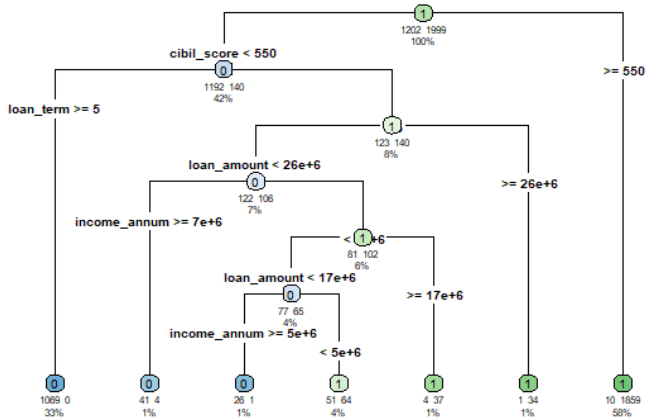 1
1202 1999
100%
cibil_score < 550
>= 550
0
1192 140
42%
loan_term >= 5
1
123 140
8%
loan_amount < 26e+6
>= 26e+6
0
122 106
7%
income_annum >= 7e+6
1
81 102
6%
loan_amount < 17e+6
>= 17e+6
0
77 65
4%
income_annum >= 5e+6
< 5e+6
0 0 0 1 1 1 1
1069 0 41 4 26 1 51 64 4 37 1 34 10 1859
33% 1% 1% 4% 1% 1% 58%